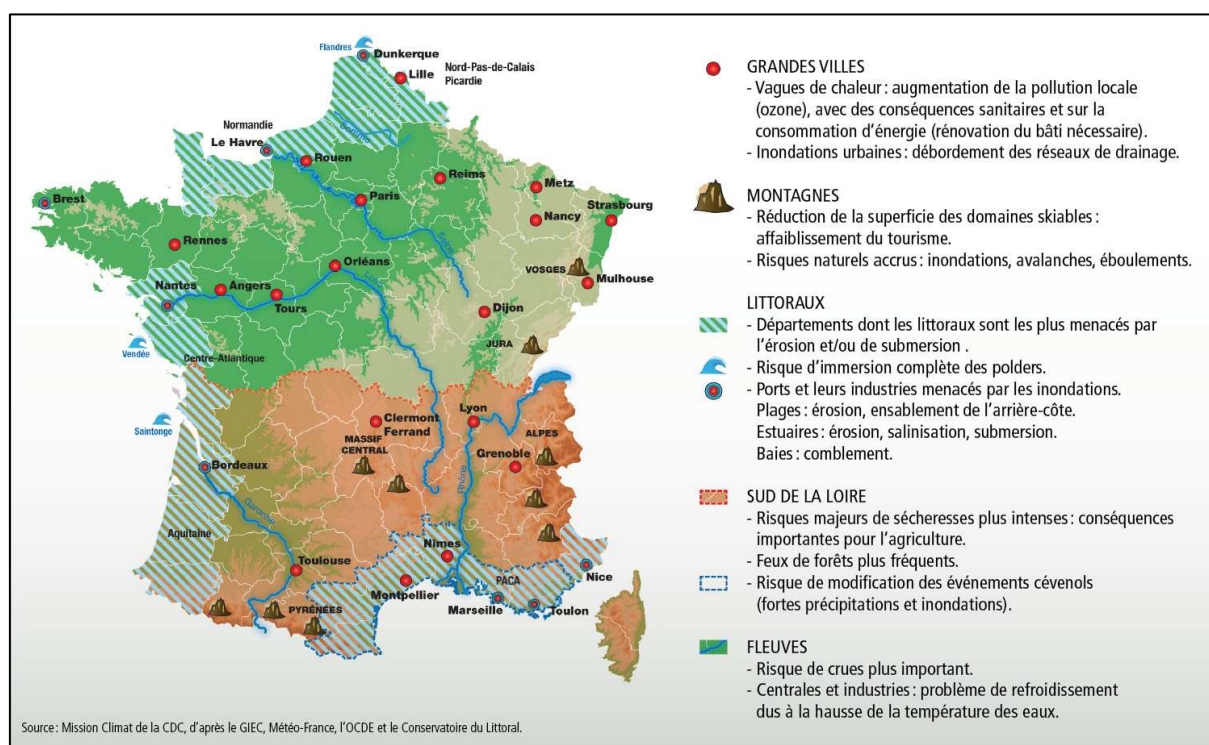 Flandres
Dunkerque
Lille
Nord-Pas-de-Calais
Picardie
Somme
Normandie
Le Havre
Rouen
Reims
Metz
Brest
Paris
Nancy
Strasbourg
Rennes
Seine
Orléans
VOSGES
Mulhouse
Loire
Nantes
Angers
Tours
Dijon
Vendée
Centre-Atlantique
JURA
Saintonge
Clermont
Ferrand
Lyon
MASSIF
CENTRAL
ALPES
Grenoble
Bordeaux
Rhône
Garonne
Aquitaine
Nîmes
Toulouse
PACA
Nice
Montpellier
Marseille
Toulon
PYRÉNÉES
GRANDES VILLES
- Vagues de chaleur : augmentation de la pollution locale
(ozone), avec des conséquences sanitaires et sur la
consommation d'énergie (rénovation du bâti nécessaire).
- Inondations urbaines : débordement des réseaux de drainage.
MONTAGNES
- Réduction de la superficie des domaines skiables :
affaiblissement du tourisme.
- Risques naturels accrus : inondations, avalanches, éboulements.
LITTORAUX
- Départements dont les littoraux sont les plus menacés par
l'érosion et/ou de submersion .
- Risque d'immersion complète des polders.
- Ports et leurs industries menacés par les inondations.
Plages : érosion, ensablement de l'arrière-côte.
Estuaires : érosion, salinisation, submersion.
Baies : comblement.
SUD DE LA LOIRE
- Risques majeurs de sécheresses plus intenses : conséquences
importantes pour l'agriculture.
- Feux de forêts plus fréquents.
- Risque de modification des événements cévenols
(fortes précipitations et inondations).
FLEUVES
- Risque de crues plus important.
- Centrales et industries : problème de refroidissement
dus à la hausse de la température des eaux.
Source : Mission Climat de la CDC, d'après le GIEC, Météo-France, l'OCDE et le Conservatoire du Littoral.